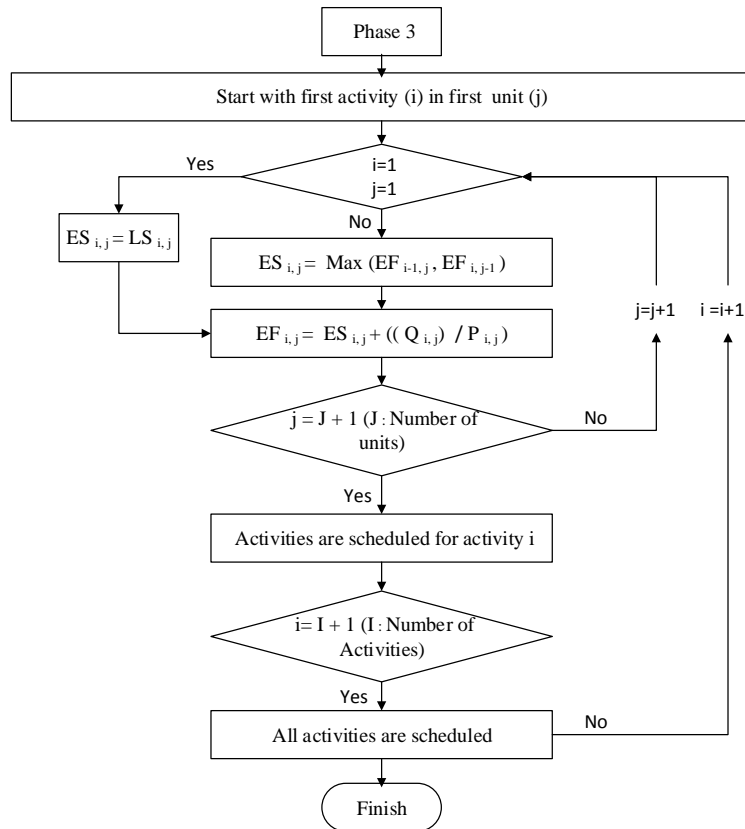 Phase 3
Start with first activity (i) in first unit (j)
Yes
i=1
j=1
No
ES i, j = LS i, j
ES i, j = Max (EF i-1, j , EF i, j-1 )
EF i, j = ES i, j + (( Q i, j) / P i, j )
j=j+1
i =i+1
j = J + 1 (J : Number of
units)
No
Yes
Activities are scheduled for activity i
i= I + 1 (I : Number of
Activities)
Yes
No
All activities are scheduled
Finish